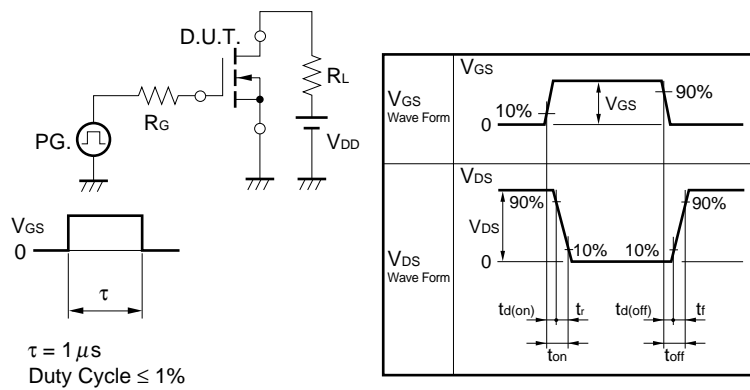 D.U.T.
RL
RG
PG.
VDD
VGS
0
τ
τ = 1 μs
Duty Cycle ≤ 1%
VGS
Wave Form
VGS
10%
VGS
90%
0
VDS
Wave Form
VDS
90%
VDS
10%
10%
90%
0
td(on)
tr
td(off)
tf
ton
toff